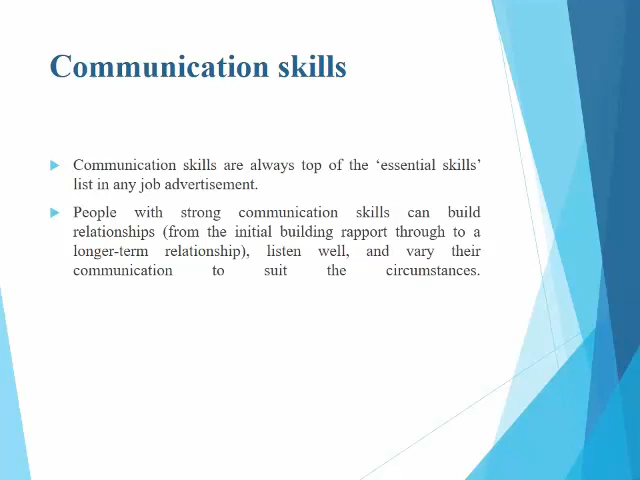 Communication skills
Communication skills are always top of the ‘essential skills’
list in any job advertisement.
People with strong communication skills can build
relationships (from the initial building rapport through to a
longer-term relationship), listen well, and vary their
communication to suit the circumstances.